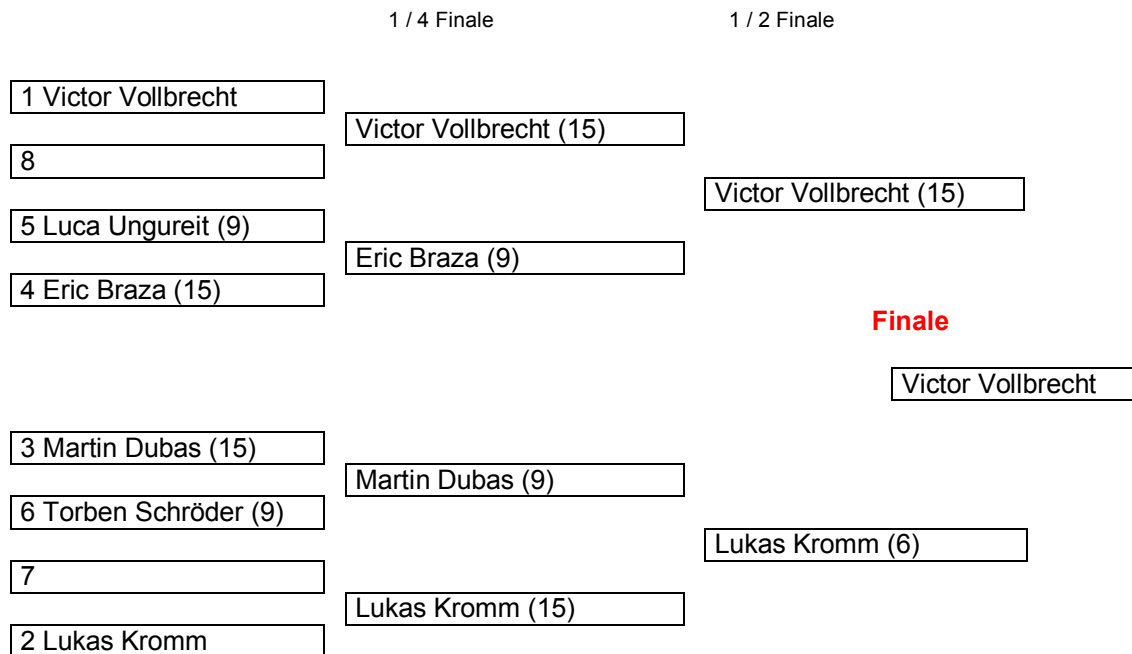 1 / 4 Finale
1 / 2 Finale
1 Victor Vollbrecht
Victor Vollbrecht (15)
8
Victor Vollbrecht (15)
5 Luca Ungureit (9)
Eric Braza (9)
4 Eric Braza (15)
Finale
Victor Vollbrecht
3 Martin Dubas (15)
Martin Dubas (9)
6 Torben Schröder (9)
Lukas Kromm (6)
7
Lukas Kromm (15)
2 Lukas Kromm